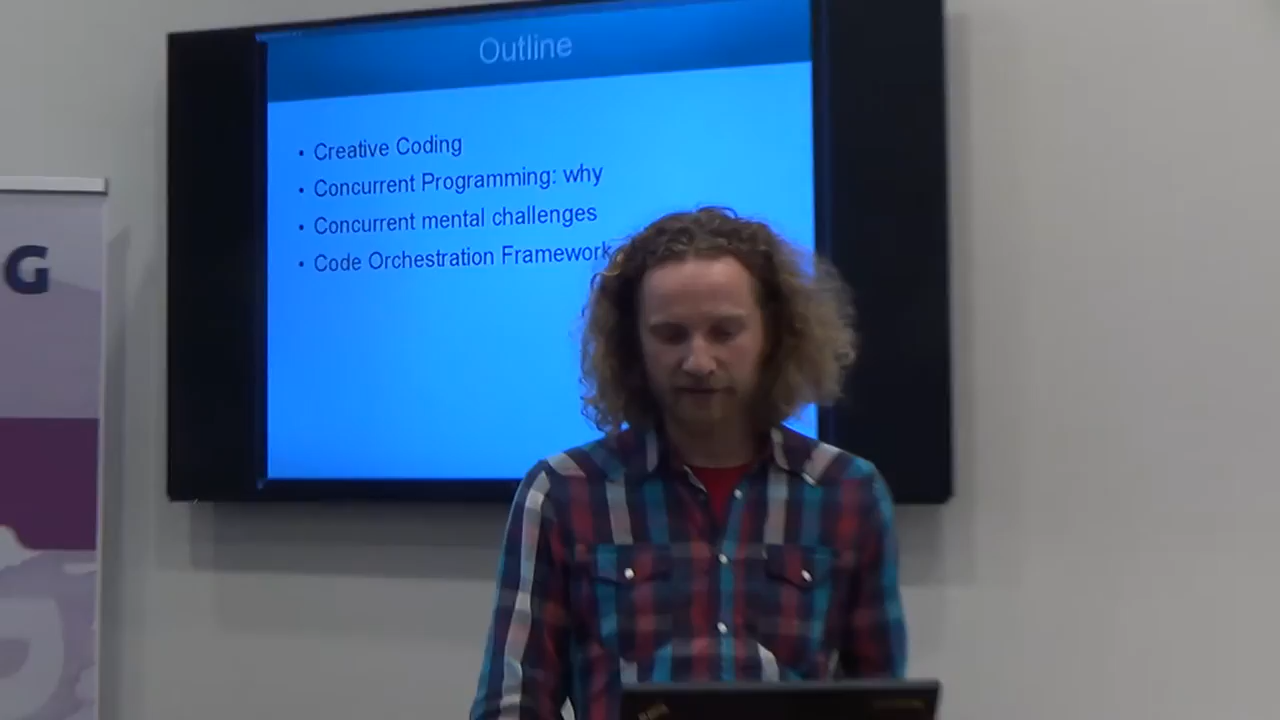 Outline
• Creative Coding
• Concurrent Programming: why
• Concurrent mental challenges
• Code Orchestration Framework
G